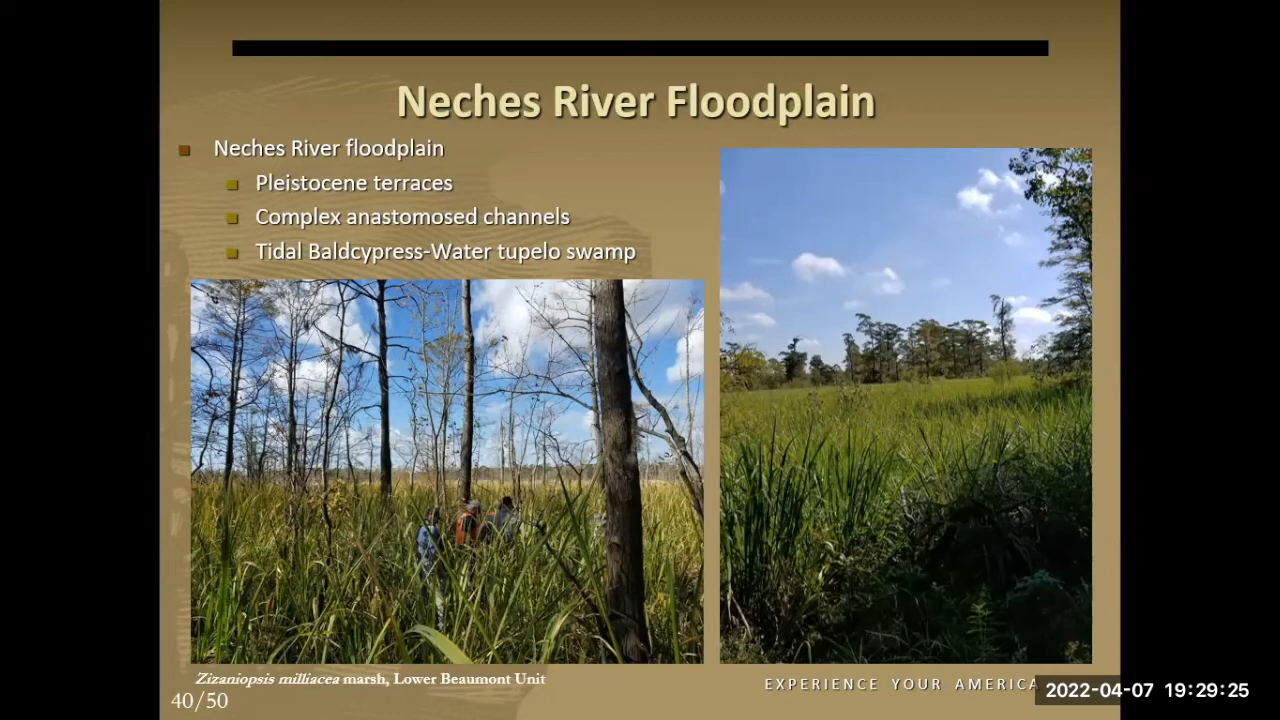 Neches River Floodplain
Neches River floodplain
Pleistocene terraces
Complex anastomosed channels
Tidal Baldcypress-Water tupelo swamp
Zizaniopsis milliacea marsh, Lower Beaumont Unit
40/50
EXPERIENCE YOUR AMERICA
2022-04-07 19:29:25